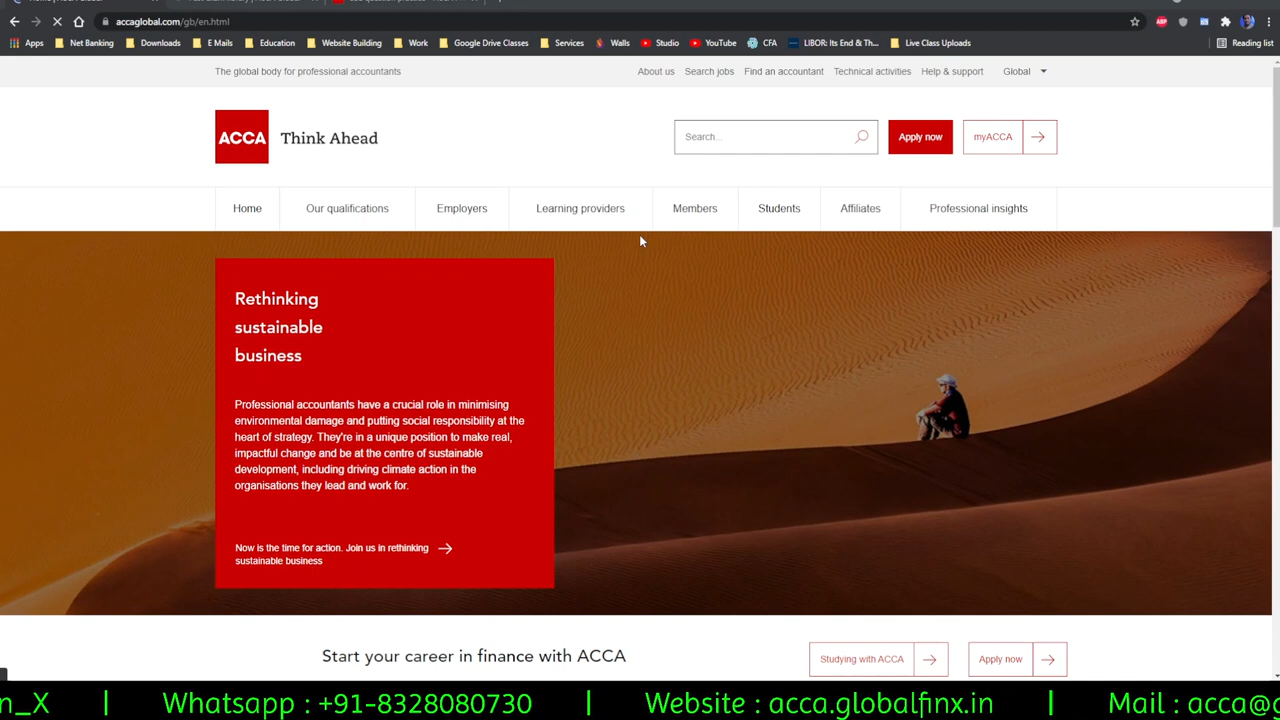 accaglobal.com/gb/en.html
Apps Net Banking Downloads E Mails Education Website Building Work Google Drive Classes Services Walls Studio YouTube CFA LIBOR: Its End & Th... Live Class Uploads Reading list
The global body for professional accountants About us Search jobs Find an accountant Technical activities Help & support Global
ACCA Think Ahead Search... Apply now myACCA
Home Our qualifications Employers Learning providers Members Students Affiliates Professional insights
Rethinking
sustainable
business
Professional accountants have a crucial role in minimising
environmental damage and putting social responsibility at the
heart of strategy. They're in a unique position to make real,
impactful change and be at the centre of sustainable
development, including driving climate action in the
organisations they lead and work for.
Now is the time for action. Join us in rethinking
sustainable business
Start your career in finance with ACCA Studying with ACCA Apply now
n_X | Whatsapp : +91-8328080730 | Website : acca.globalfinx.in | Mail : acca@g